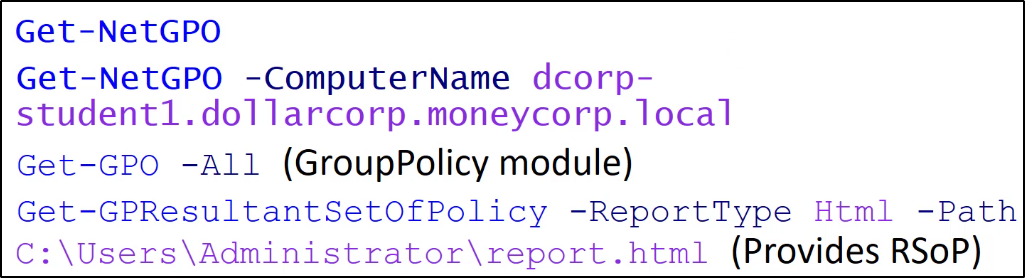 Get-NetGPO
Get-NetGPO -ComputerName dcorp-
student1.dollarcorp.moneycorp.local
Get-GPO -All (GroupPolicy module)
Get-GPResultantSetOfPolicy -ReportType Html -Path
C:\Users\Administrator\report.html (Provides RSoP)